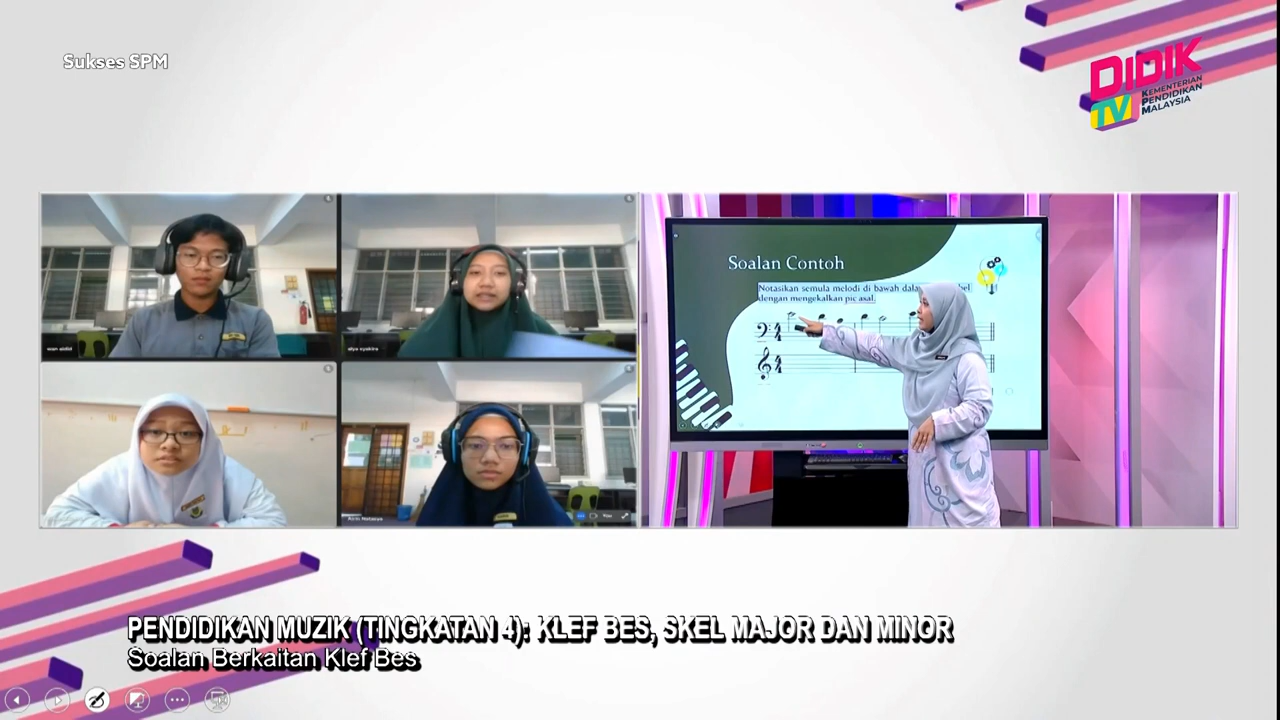 Sukses SPM
DIDIK
TV
KEMENTERIAN
PENDIDIKAN
MALAYSIA
Soalan Contoh
Notasikan semula melodi di bawah
dengan mengekalkan pic asal.
PENDIDIKAN MUZIK (TINGKATAN 4): KLEF BES, SKEL MAJOR DAN MINOR
Soalan Berkaitan Klef Bes